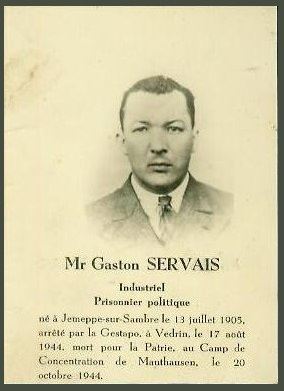 Mr Gaston SERVAIS
Industriel
Prisonnier politique
né à Jemeppe-sur-Sambre le 13 juillet 1905,
arrêté par la Gestapo, à Vedrin, le 17 août
1944, mort pour la Patrie, au Camp de
Concentration de Mauthausen, le 20
octobre 1944.